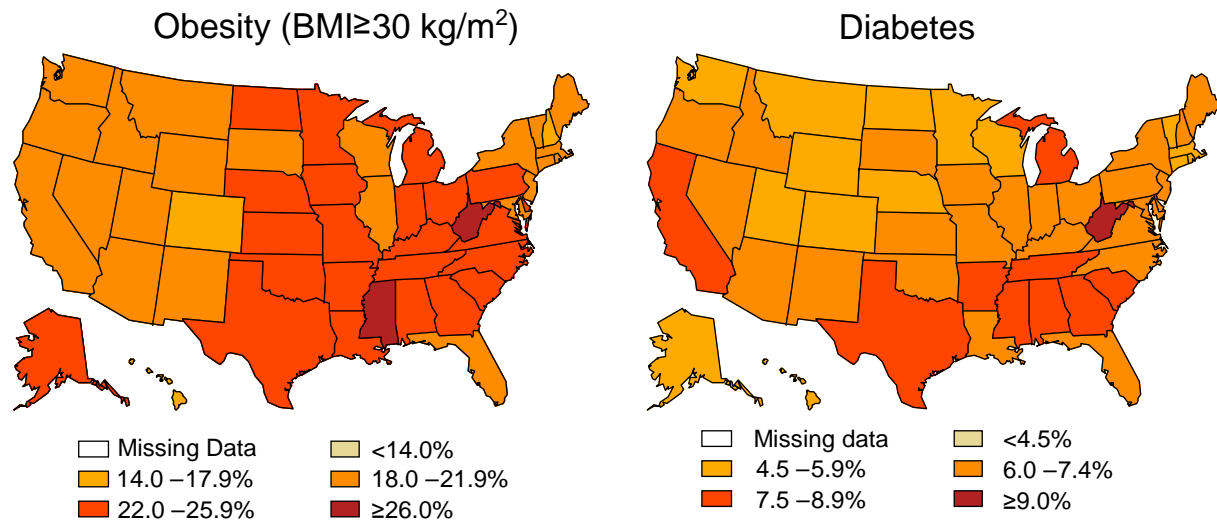 Obesity (BMI≥30 kg/m²)
Diabetes
Missing Data
<14.0%
14.0 –17.9%
18.0 –21.9%
22.0 –25.9%
≥26.0%
Missing data
<4.5%
4.5 –5.9%
6.0 –7.4%
7.5 –8.9%
≥9.0%